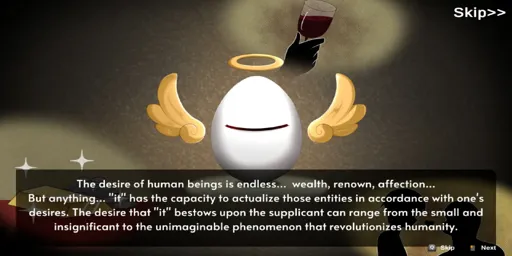 Skip>>
The desire of human beings is endless... wealth, renown, affection...
But anything... "it" has the capacity to actualize those entities in accordance with one's
desires. The desire that "it" bestows upon the supplicant can range from the small and
insignificant to the unimaginable phenomenon that revolutionizes humanity.
Skip Next